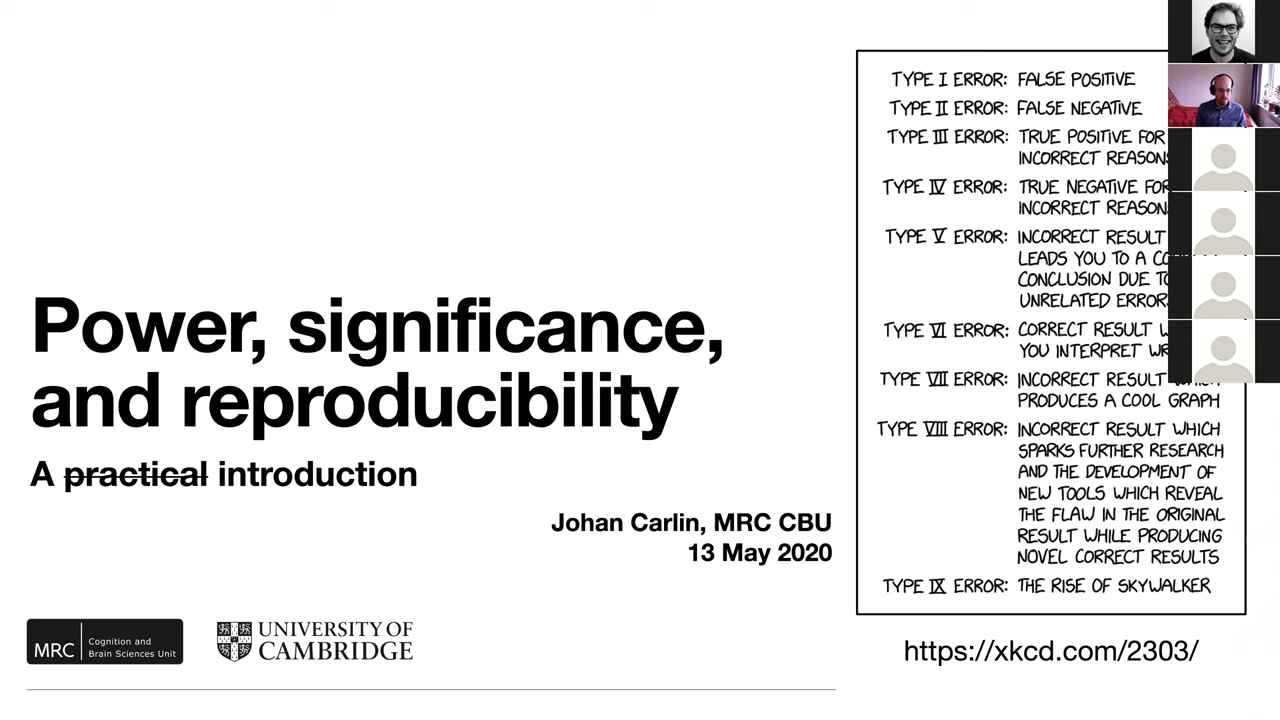 Power, significance,
and reproducibility
A practical introduction
Johan Carlin, MRC CBU
13 May 2020
MRC
Cognition and
Brain Sciences Unit
UNIVERSITY OF
CAMBRIDGE
TYPE I ERROR: FALSE POSITIVE
TYPE II ERROR: FALSE NEGATIVE
TYPE III ERROR: TRUE POSITIVE FOR
INCORRECT REASONS
TYPE IV ERROR: TRUE NEGATIVE FOR
INCORRECT REASONS
TYPE V ERROR: INCORRECT RESULT
LEADS YOU TO A
CONCLUSION DUE TO
UNRELATED ERRORS
TYPE VI ERROR: CORRECT RESULT
YOU INTERPRET
TYPE VII ERROR: INCORRECT RESULT WHICH
PRODUCES A COOL GRAPH
TYPE VIII ERROR: INCORRECT RESULT WHICH
SPARKS FURTHER RESEARCH
AND THE DEVELOPMENT OF
NEW TOOLS WHICH REVEAL
THE FLAW IN THE ORIGINAL
RESULT WHILE PRODUCING
NOVEL CORRECT RESULTS
TYPE IX ERROR: THE RISE OF SKYWALKER
https://xkcd.com/2303/